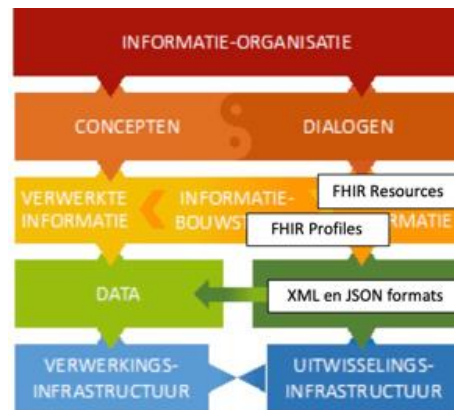 INFORMATIE-ORGANISATIE
CONCEPTEN
DIALOGEN
VERWERKTE
INFORMATIE
INFORMATIE-
BOUWST
FHIR Resources
FHIR Profiles
RMATIE
DATA
XML en JSON formats
VERWERKINGS-
INFRASTRUCTUUR
UITWISSELINGS-
INFRASTRUCTUUR